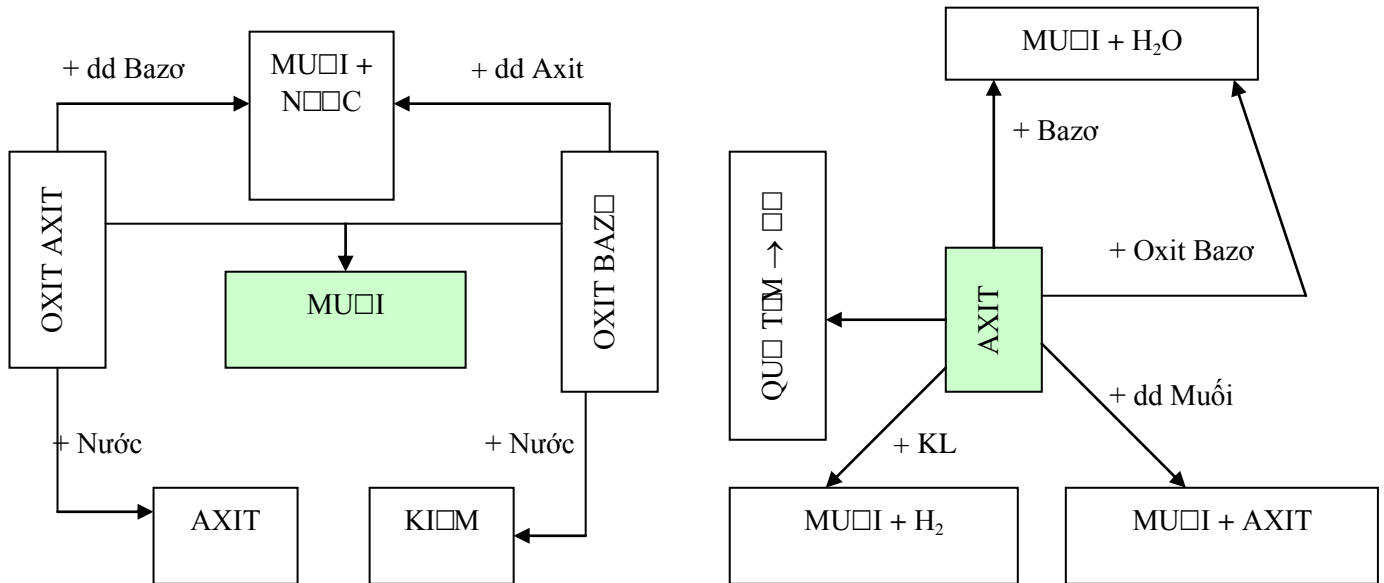 + dd Bazơ
MU□I +
N□□C
+ dd Axit
OXIT AXIT
OXIT BAZ□
MU□I
+ Nước
+ Nước
AXIT
KI□M
MU□I + H₂O
+ Bazơ
QU□ T□M → □□
AXIT
+ Oxit Bazơ
+ dd Muối
+ KL
MU□I + H₂
MU□I + AXIT